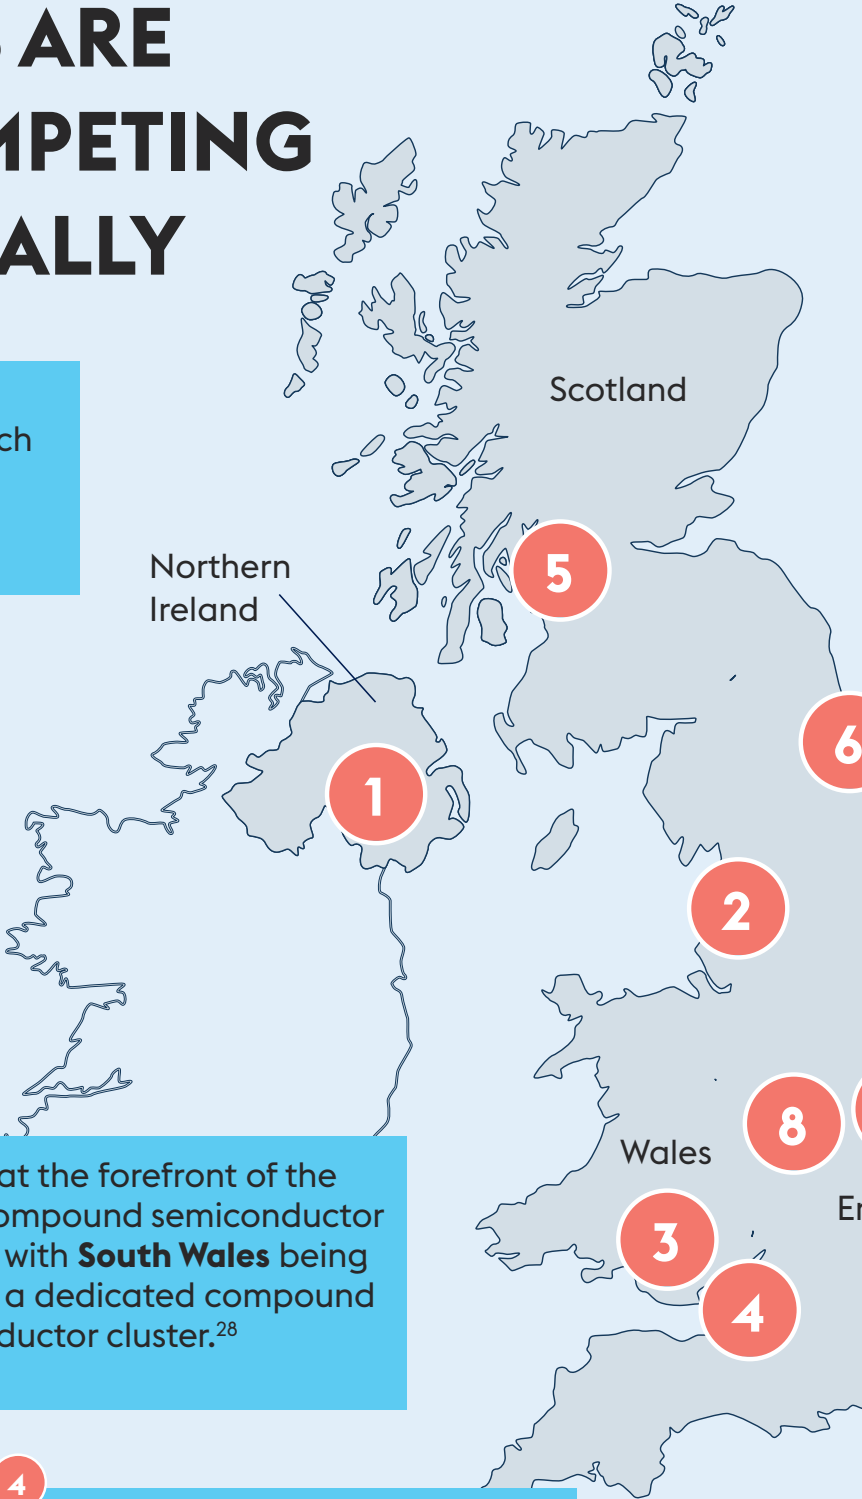 ARE
MPETING
ALLY
ch
Scotland
Northern
Ireland
5
6
1
2
8
Wales
3
4
at the forefront of the
ompound semiconductor
with South Wales being
a dedicated compound
ductor cluster.28
4